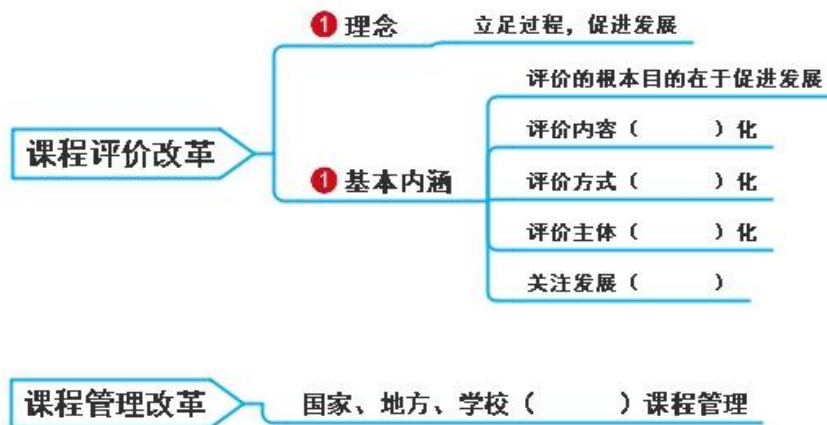 1 理念
立足过程，促进发展
评价的根本目的在于促进发展
评价内容（　　）化
课程评价改革
1 基本内涵
评价方式（　　）化
评价主体（　　）化
关注发展（　　）
课程管理改革
国家、地方、学校（　　）课程管理